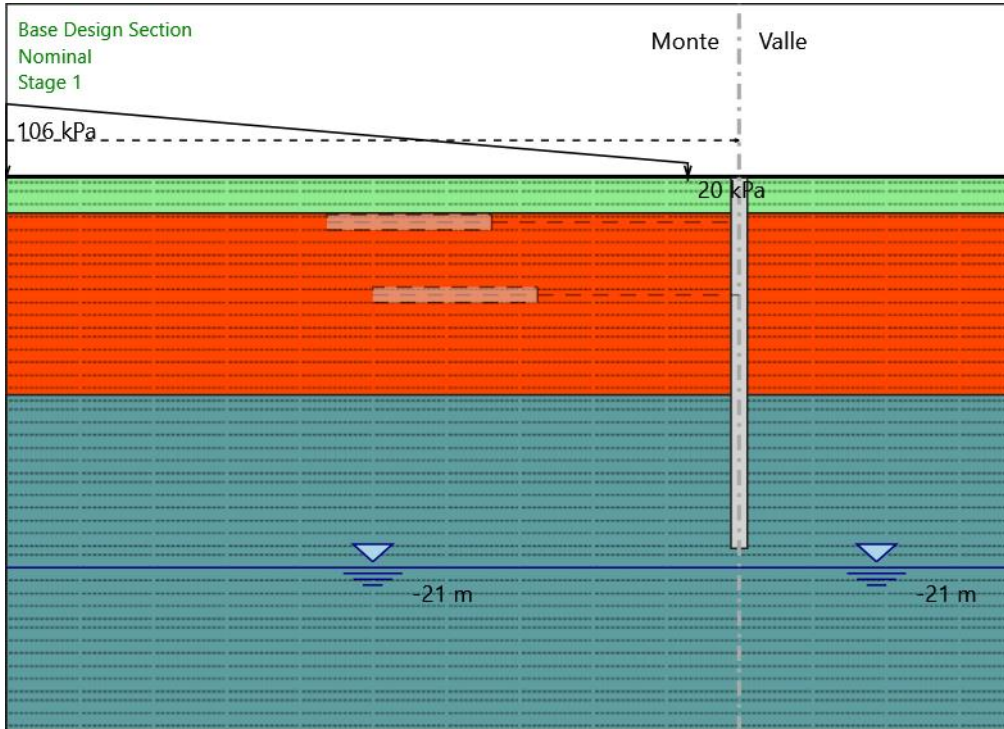 Base Design Section
Nominal
Stage 1
Monte
Valle
106 kPa
20 kPa
-21 m
-21 m